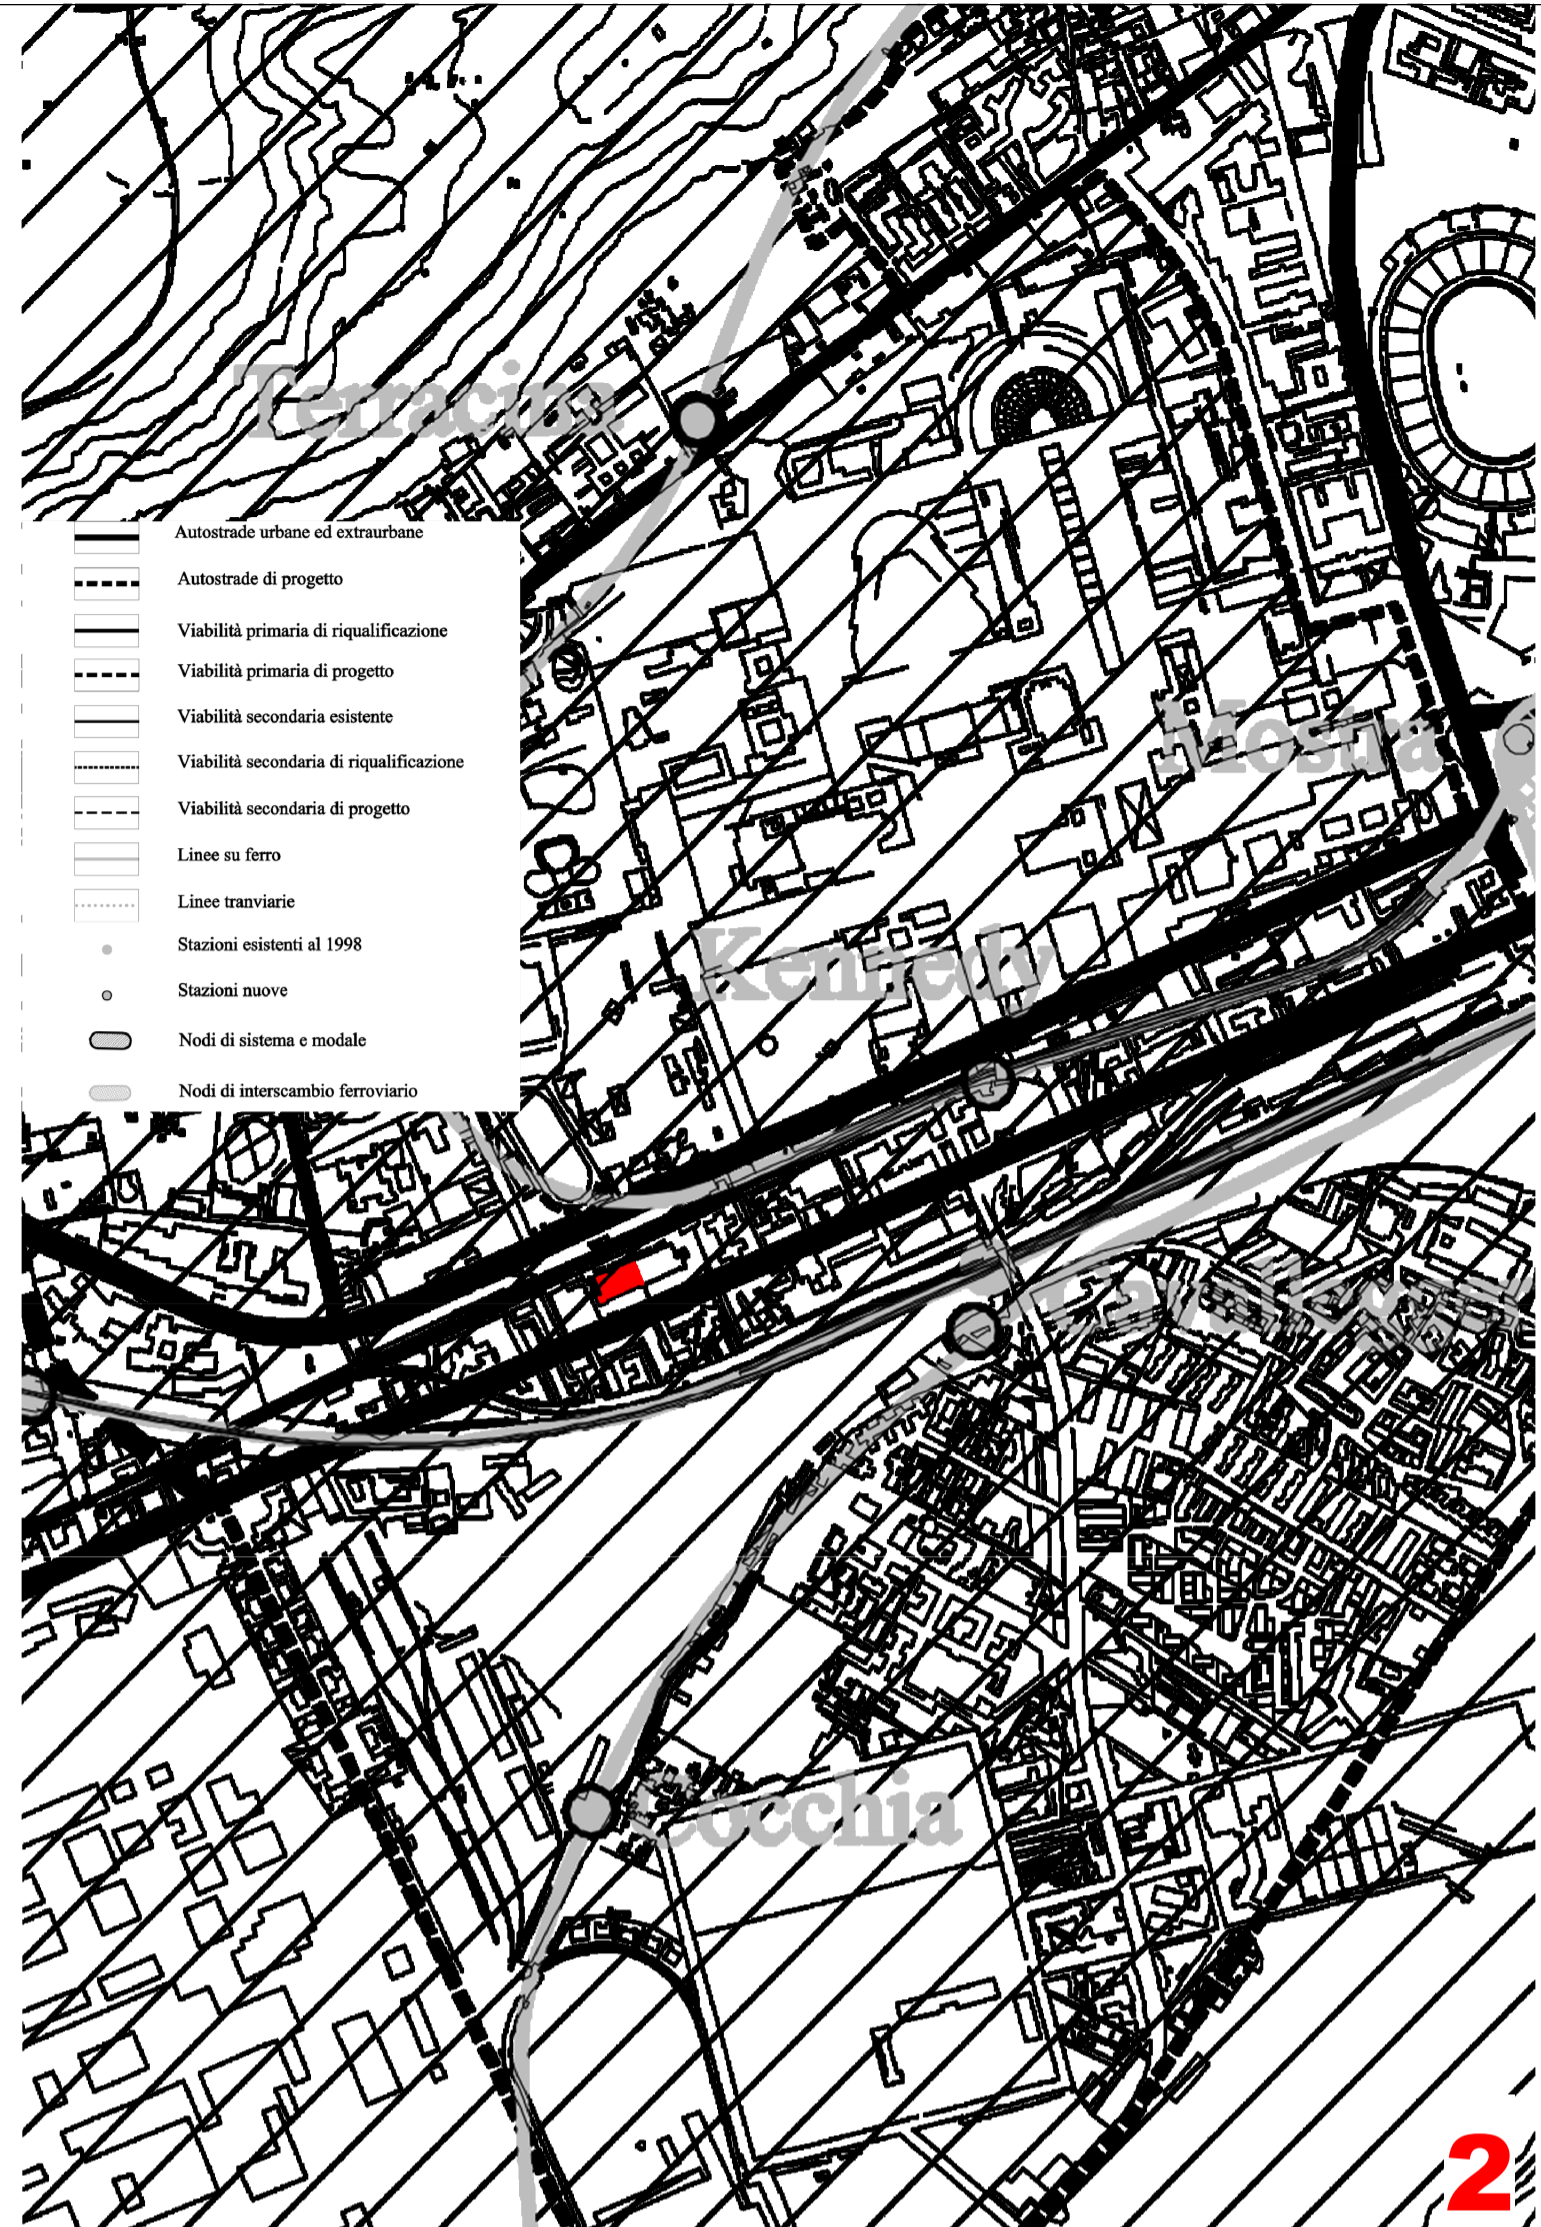 Terracina
Autostrade urbane ed extraurbane
Autostrade di progetto
Viabilità primaria di riqualificazione
Viabilità primaria di progetto
Viabilità secondaria esistente
Viabilità secondaria di riqualificazione
Viabilità secondaria di progetto
Linee su ferro
Linee tranviarie
Stazioni esistenti al 1998
Stazioni nuove
Nodi di sistema e modale
Nodi di interscambio ferroviario
Mostra
Kennedy
Cocchia
2